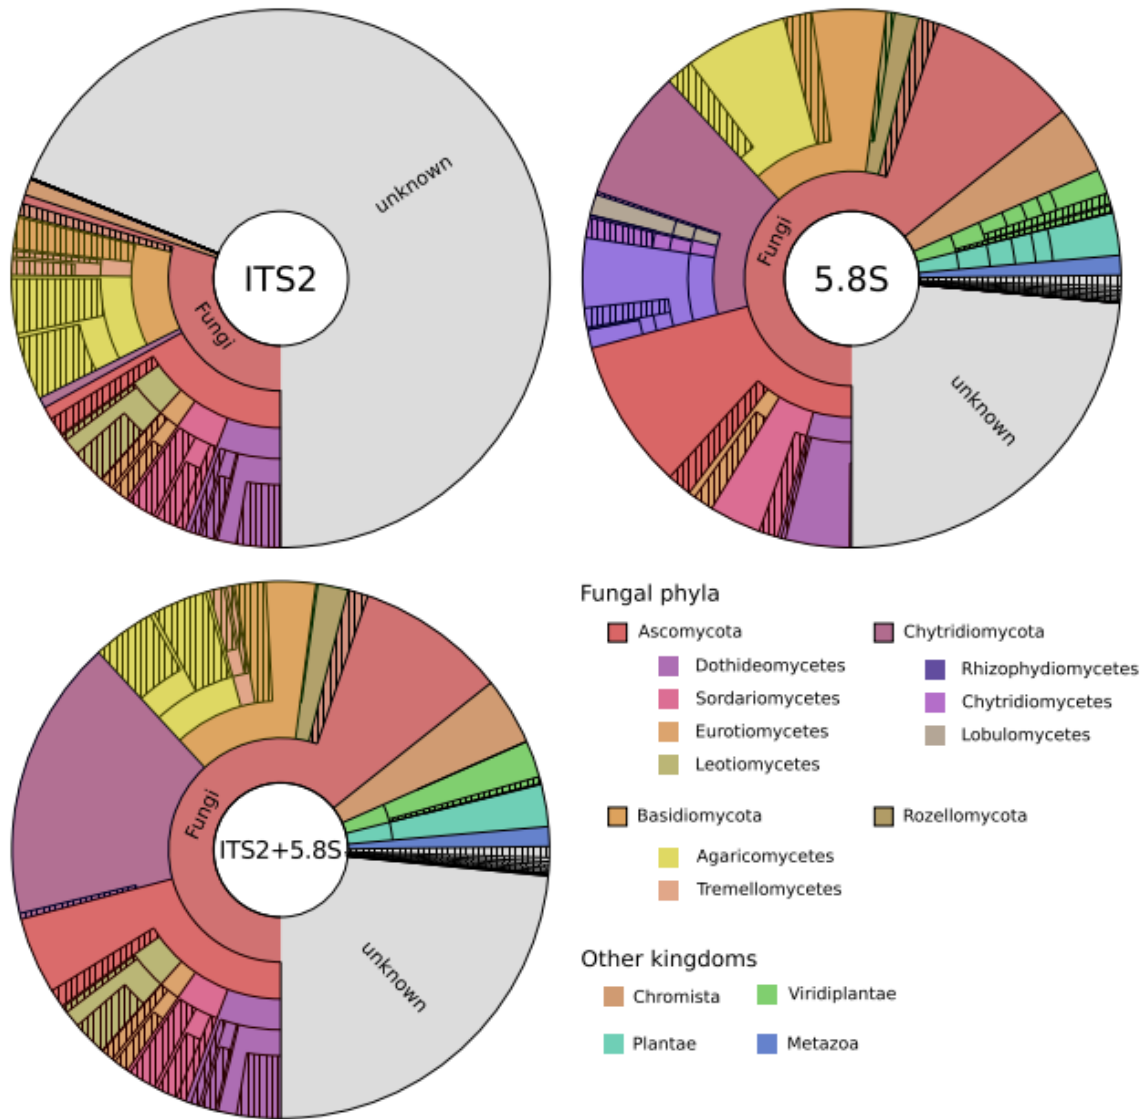 unknown
ITS2
Fungi
Fungi
5.8S
unknown
Fungi
ITS2+5.8S
unknown
Fungal phyla
Ascomycota
Chytridiomycota
Dothideomycetes
Rhizophydiomycetes
Sordariomycetes
Chytridiomycetes
Eurotiomycetes
Lobulomycetes
Leotiomycetes
Basidiomycota
Rozellomycota
Agaricomycetes
Tremellomycetes
Other kingdoms
Chromista
Viridiplantae
Plantae
Metazoa